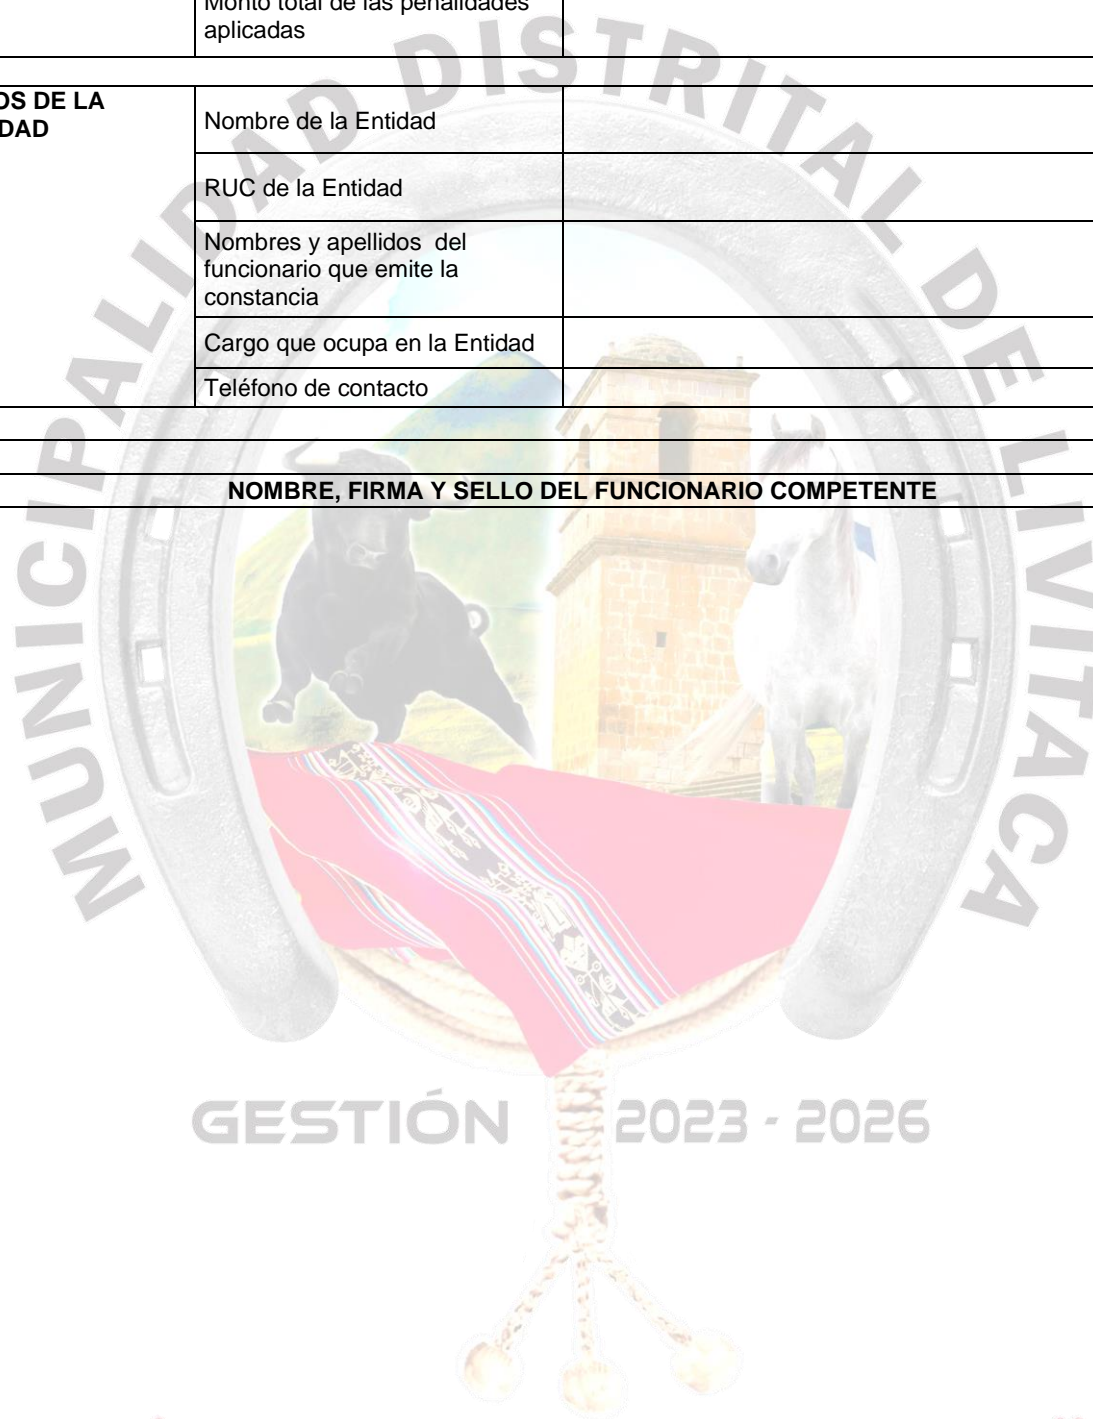 Monto total de las penalidades
aplicadas
OS DE LA
DAD
Nombre de la Entidad
RUC de la Entidad
Nombres y apellidos del
funcionario que emite la
constancia
Cargo que ocupa en la Entidad
Teléfono de contacto
NOMBRE, FIRMA Y SELLO DEL FUNCIONARIO COMPETENTE
MUNICIPALIDAD DISTRITAL DE LIVITACA
GESTIÓN 2023 - 2026